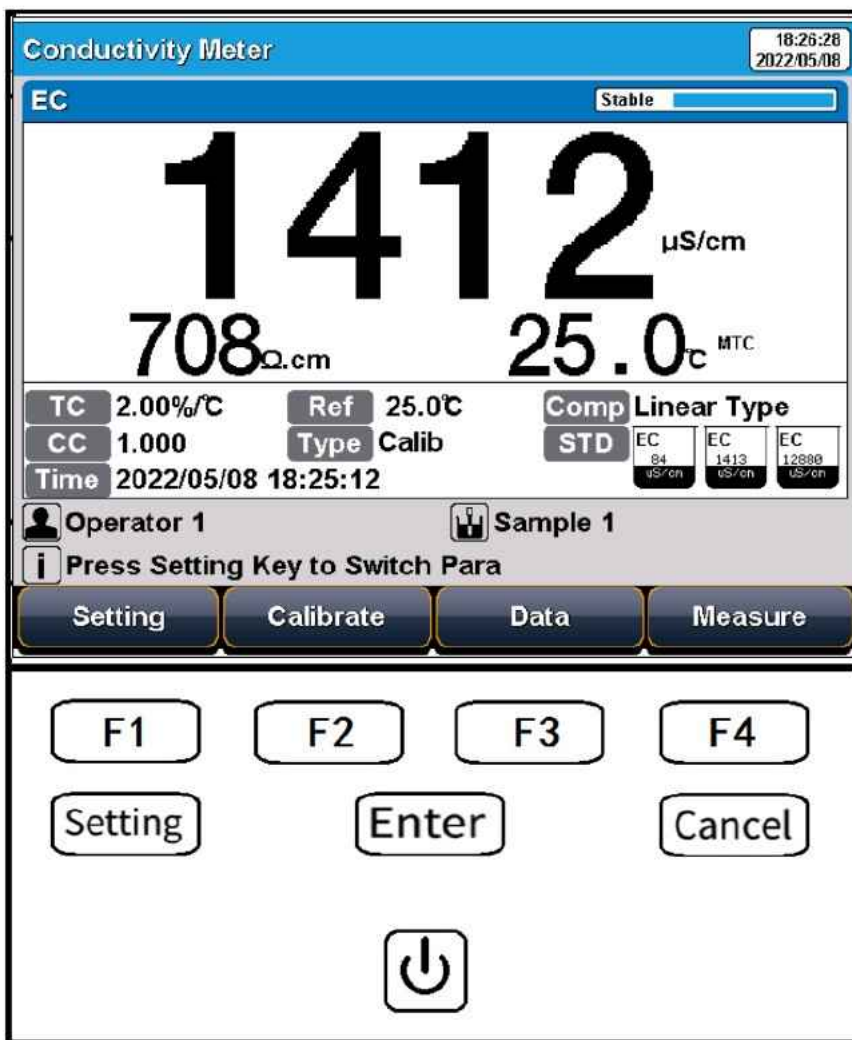 Conductivity Meter
18:26:28
2022/05/08
EC
Stable
1412 μS/cm
708 Ω.cm
25.0 ℃ MTC
TC 2.00%/℃ Ref 25.0℃ Comp Linear Type
CC 1.000 Type Calib STD
EC 84 uS/cm
EC 1413 uS/cm
EC 12880 uS/cm
Time 2022/05/08 18:25:12
Operator 1 Sample 1
i Press Setting Key to Switch Para
Setting Calibrate Data Measure
F1 F2 F3 F4
Setting Enter Cancel